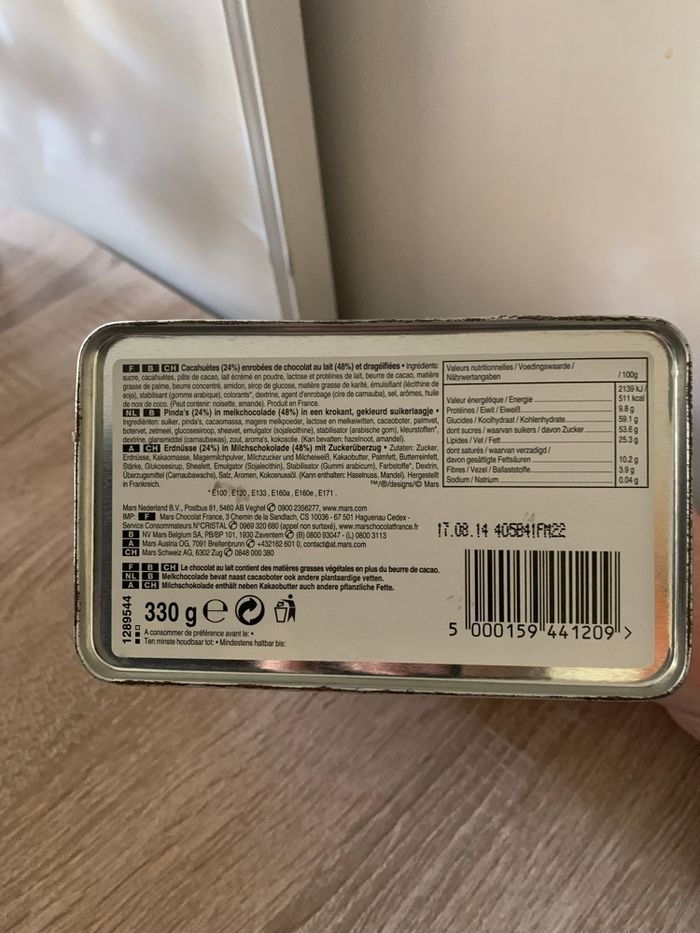 F B CH Cacahuètes (24%) enrobées de chocolat au lait (48%) et dragéifiées • Ingrédients:
sucre, cacahuètes, pâte de cacao, lait écrémé en poudre, lactose et protéines de lait, beurre de cacao, matière
grasse de palme, beurre concentré, amidon, sirop de glucose, matière grasse de karité, émulsifiant (lécithine de
soja), stabilisant (gomme arabique), colorants*, dextrine, agent d'enrobage (cire de carnauba), sel, arômes, huile
de noix de coco. (Peut contenir: noisette, amande). Produit en France.
NL B Pinda's (24%) in melkchocolade (48%) in een krokant, gekleurd suikerlaagje •
Ingrediënten: suiker, pinda's, cacaomassa, magere melkpoeder, lactose en melkeiwitten, cacaoboter, palmvet,
botervet, zetmeel, glucosesiroop, sheavet, emulgator (sojalecithine), stabilisator (arabische gom), kleurstoffen*,
dextrine, glansmiddel (carnaubawas), zout, aroma's, kokosolie. (Kan bevatten: hazelnoot, amandel).
A CH Erdnüsse (24%) in Milchschokolade (48%) mit Zuckerüberzug • Zutaten: Zucker,
Erdnüsse, Kakaomasse, Magermilchpulver, Milchzucker und Milcheiweiß, Kakaobutter, Palmfett, Butterreinfett,
Stärke, Glukosesirup, Sheafett, Emulgator (Sojalecithin), Stabilisator (Gummi arabicum), Farbstoffe*, Dextrin,
Überzugsmittel (Carnaubawachs), Salz, Aromen, Kokosnussöl. (Kann enthalten: Haselnuss, Mandel). Hergestellt
in Frankreich. ™/®/designs/© Mars
*E100, E120, E133, E160a, E160e, E171.
Mars Nederland B.V., Postbus 81, 5460 AB Veghel ✆ 0900 2356277, www.mars.com
IMP: F Mars Chocolat France, 3 Chemin de la Sandlach, CS 10036 - 67 501 Haguenau Cedex -
Service Consommateurs N°CRISTAL ✆ 0969 320 680 (appel non surtaxé), www.marschocolatfrance.fr
B NV Mars Belgium SA, PB/BP 101, 1930 Zaventem ✆ (B) 0800 93047 - (L) 0800 3113
A Mars Austria OG, 7091 Breitenbrunn ✆ +432162 601 0, contact@at.mars.com
CH Mars Schweiz AG, 6302 Zug ✆ 0848 000 380
F B CH Le chocolat au lait contient des matières grasses végétales en plus du beurre de cacao.
NL B Melkchocolade bevat naast cacaoboter ook andere plantaardige vetten.
A CH Milchschokolade enthält neben Kakaobutter auch andere pflanzliche Fette.
1289544
330 g e
A consommer de préférence avant le: •
Ten minste houdbaar tot: • Mindestens haltbar bis:
Valeurs nutritionnelles / Voedingswaarde /
Nährwertangaben / 100g
Valeur énergétique / Energie 2139 kJ / 511 kcal
Protéines / Eiwit / Eiweiß 9.8 g
Glucides / Koolhydraat / Kohlenhydrate 59.1 g
dont sucres / waarvan suikers / davon Zucker 53.6 g
Lipides / Vet / Fett 25.3 g
dont saturés / waarvan verzadigd /
davon gesättigte Fettsäuren 10.2 g
Fibres / Vezel / Ballaststoffe 3.9 g
Sodium / Natrium 0.04 g
17.08.14 405B41FM22
5 000159 441209 >